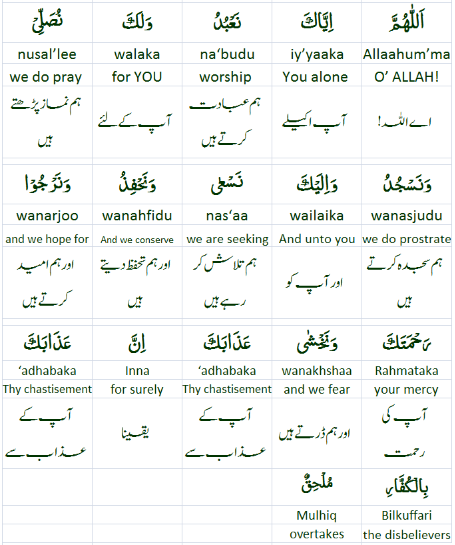 اَللّٰهُمَّ اِيَّاكَ نَعْبُدُ وَلَكَ نُصَلِّيْ
Allaahum’ma iy’yaaka na‘budu walaka nusal’lee
O’ ALLAH! You alone worship for YOU we do pray
اے اللہ! آپ اکیلے ہم عبادت کرتے ہیں آپ کے لئے ہم نماز پڑھتے ہیں
وَنَسْجُدُ وَاِلَيْكَ نَسْعٰى وَنَحْفِدُ وَنَرْجُوْا
wanasjudu wailaika nas‘aa wanahfidu wanarjoo
we do prostrate And unto you we are seeking And we conserve and we hope for
ہم سجدہ کرتے ہیں اور آپ کو ہم تلاش کر رہے ہیں اور ہم تحفظ دیتے ہیں اور ہم امید کرتے ہیں
رَحْمَتَكَ وَنَخْشٰى عَذَابَكَ اِنَّ عَذَابَكَ
Rahmataka wanakhshaa ‘adhabaka Inna ‘adhabaka
your mercy and we fear Thy chastisement for surely Thy chastisement
آپ کی رحمت اور ہم ڈرتے ہیں آپ کے عذاب سے یقینا آپ کے عذاب سے
بِالْكُفَّارِ مُلْحِقٌ
Bilkuffari Mulhiq
the disbelievers overtakes